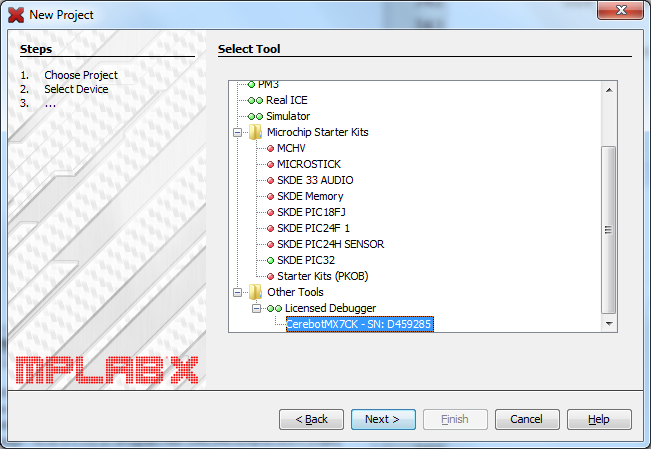 New Project
Steps
1. Choose Project
2. Select Device
3. ...
Select Tool
PM3
Real ICE
Simulator
Microchip Starter Kits
MCHV
MICROSTICK
SKDE 33 AUDIO
SKDE Memory
SKDE PIC18FJ
SKDE PIC24F 1
SKDE PIC24H SENSOR
SKDE PIC32
Starter Kits (PKOB)
Other Tools
Licensed Debugger
CerebotMX7CK - SN: D459285
MPLAB X
< Back
Next >
Finish
Cancel
Help